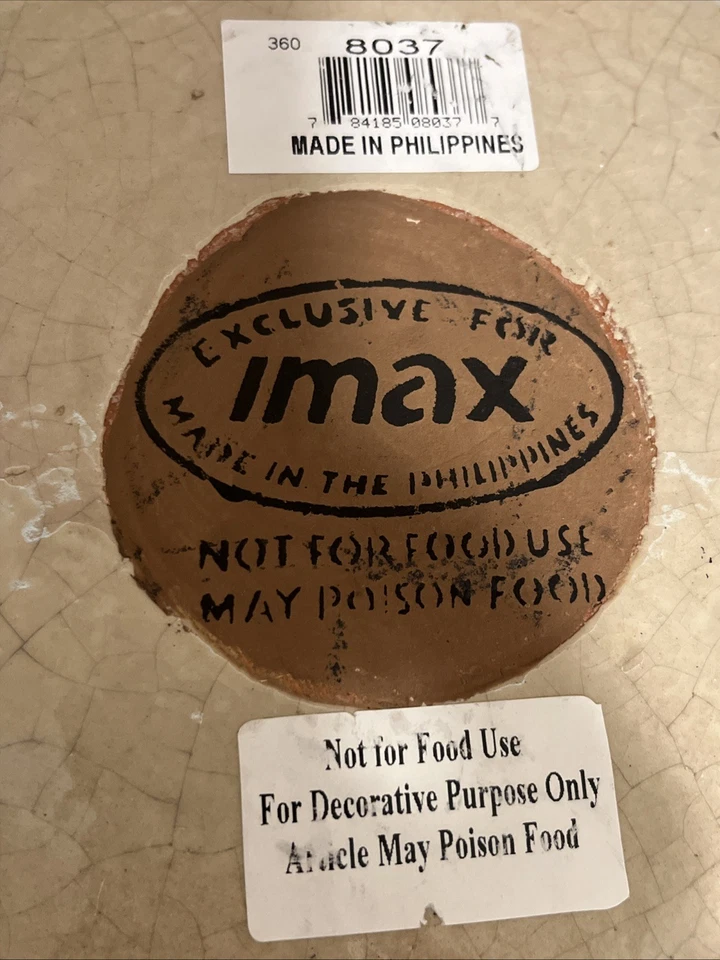 360 8037
7 84185 08037 7
MADE IN PHILIPPINES
EXCLUSIVE FOR
imax
MADE IN THE PHILIPPINES
NOT FOR FOOD USE
MAY POISON FOOD
Not for Food Use
For Decorative Purpose Only
Article May Poison Food